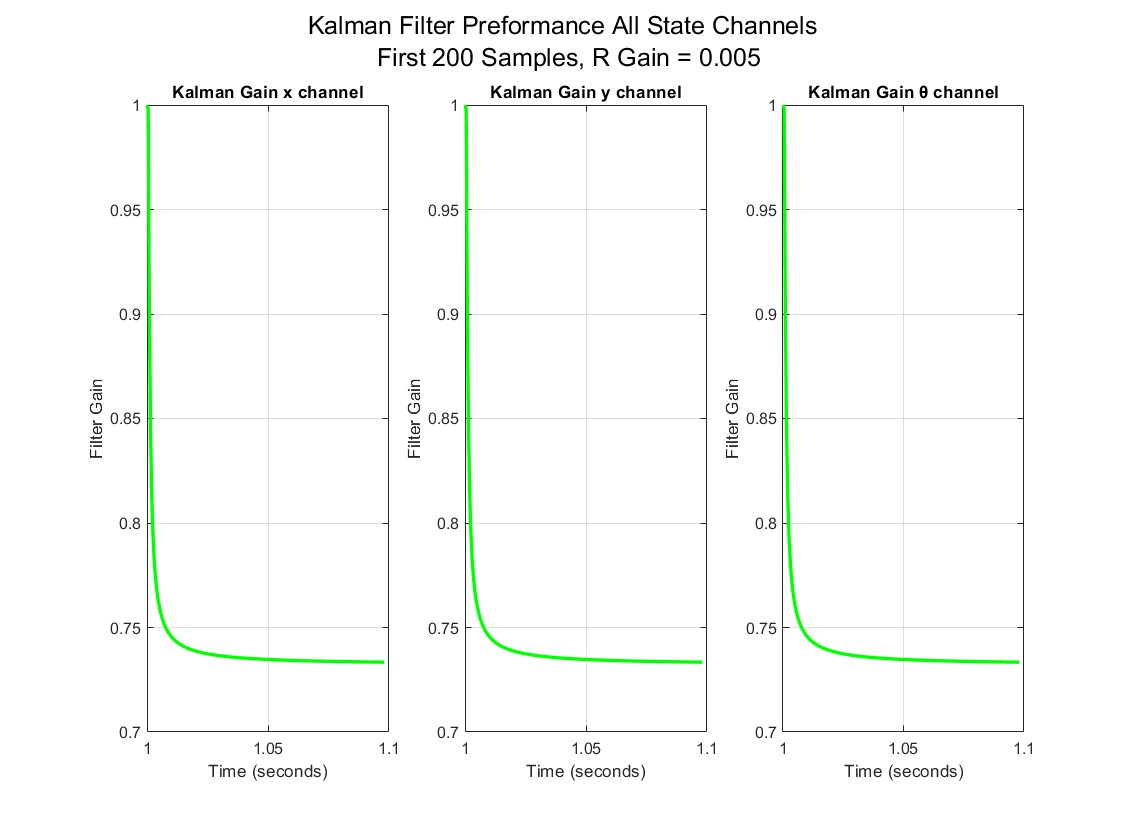 Kalman Filter Preformance All State Channels
First 200 Samples, R Gain = 0.005
Kalman Gain x channel
1
0.95
0.9
0.85
0.8
0.75
0.7
Filter Gain
1
1.05
1.1
Time (seconds)
Kalman Gain y channel
1
0.95
0.9
0.85
0.8
0.75
0.7
Filter Gain
1
1.05
1.1
Time (seconds)
Kalman Gain θ channel
1
0.95
0.9
0.85
0.8
0.75
0.7
Filter Gain
1
1.05
1.1
Time (seconds)